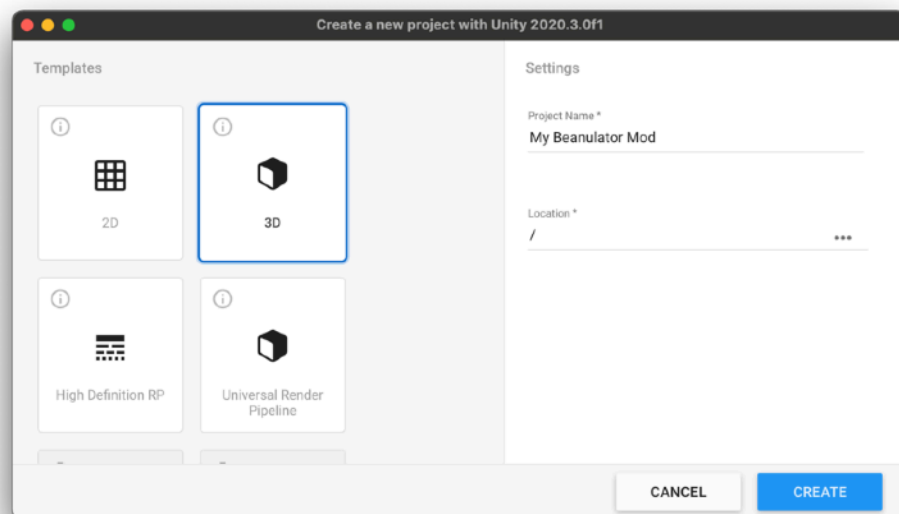 Create a new project with Unity 2020.3.0f1
Templates
2D
3D
High Definition RP
Universal Render
Pipeline
Settings
Project Name *
My Beanulator Mod
Location *
/
CANCEL
CREATE